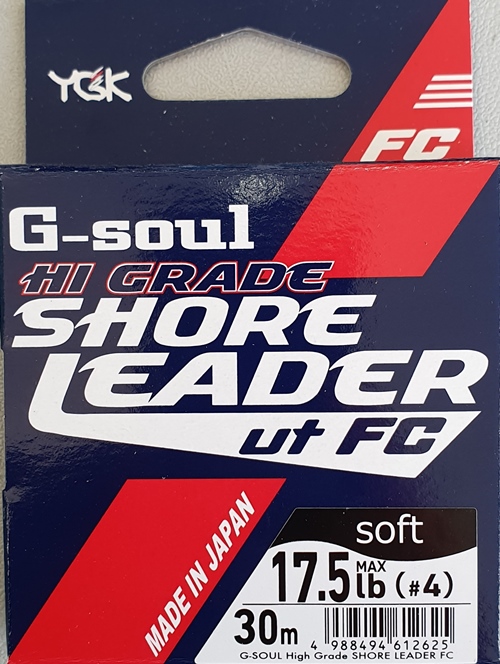 YGK
FC
G-soul
HI GRADE
SHORE
LEADER
ut FC
MADE IN JAPAN
soft
17.5 MAX lb (#4)
30m
4 988494 612625
G-SOUL High Grade SHORE LEADER FC